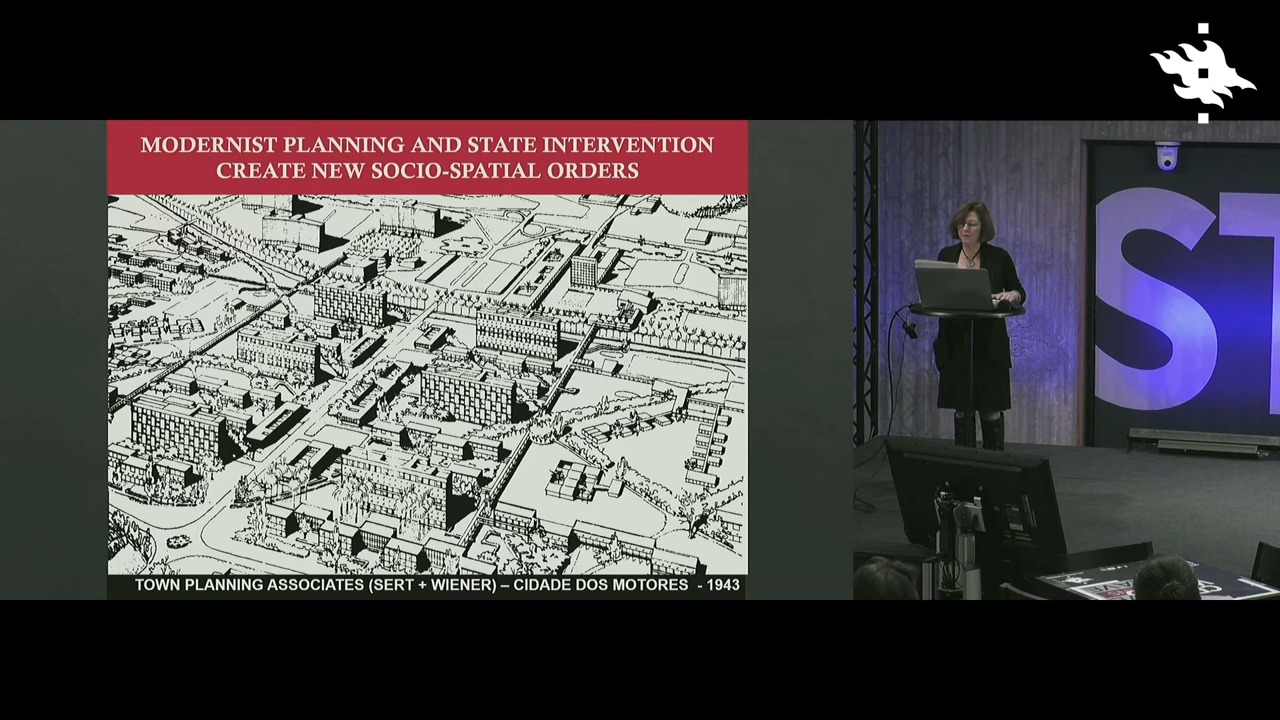 MODERNIST PLANNING AND STATE INTERVENTION
CREATE NEW SOCIO-SPATIAL ORDERS
TOWN PLANNING ASSOCIATES (SERT + WIENER) – CIDADE DOS MOTORES - 1943
ST